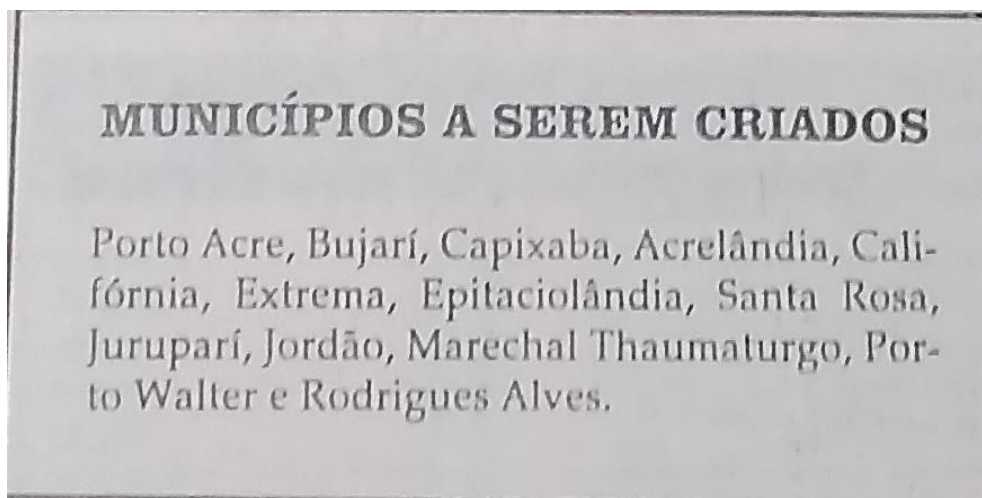 MUNICÍPIOS A SEREM CRIADOS
Porto Acre, Bujarí, Capixaba, Acrelândia, Cali-
fórnia, Extrema, Epitaciolândia, Santa Rosa,
Juruparí, Jordão, Marechal Thaumaturgo, Por-
to Walter e Rodrigues Alves.